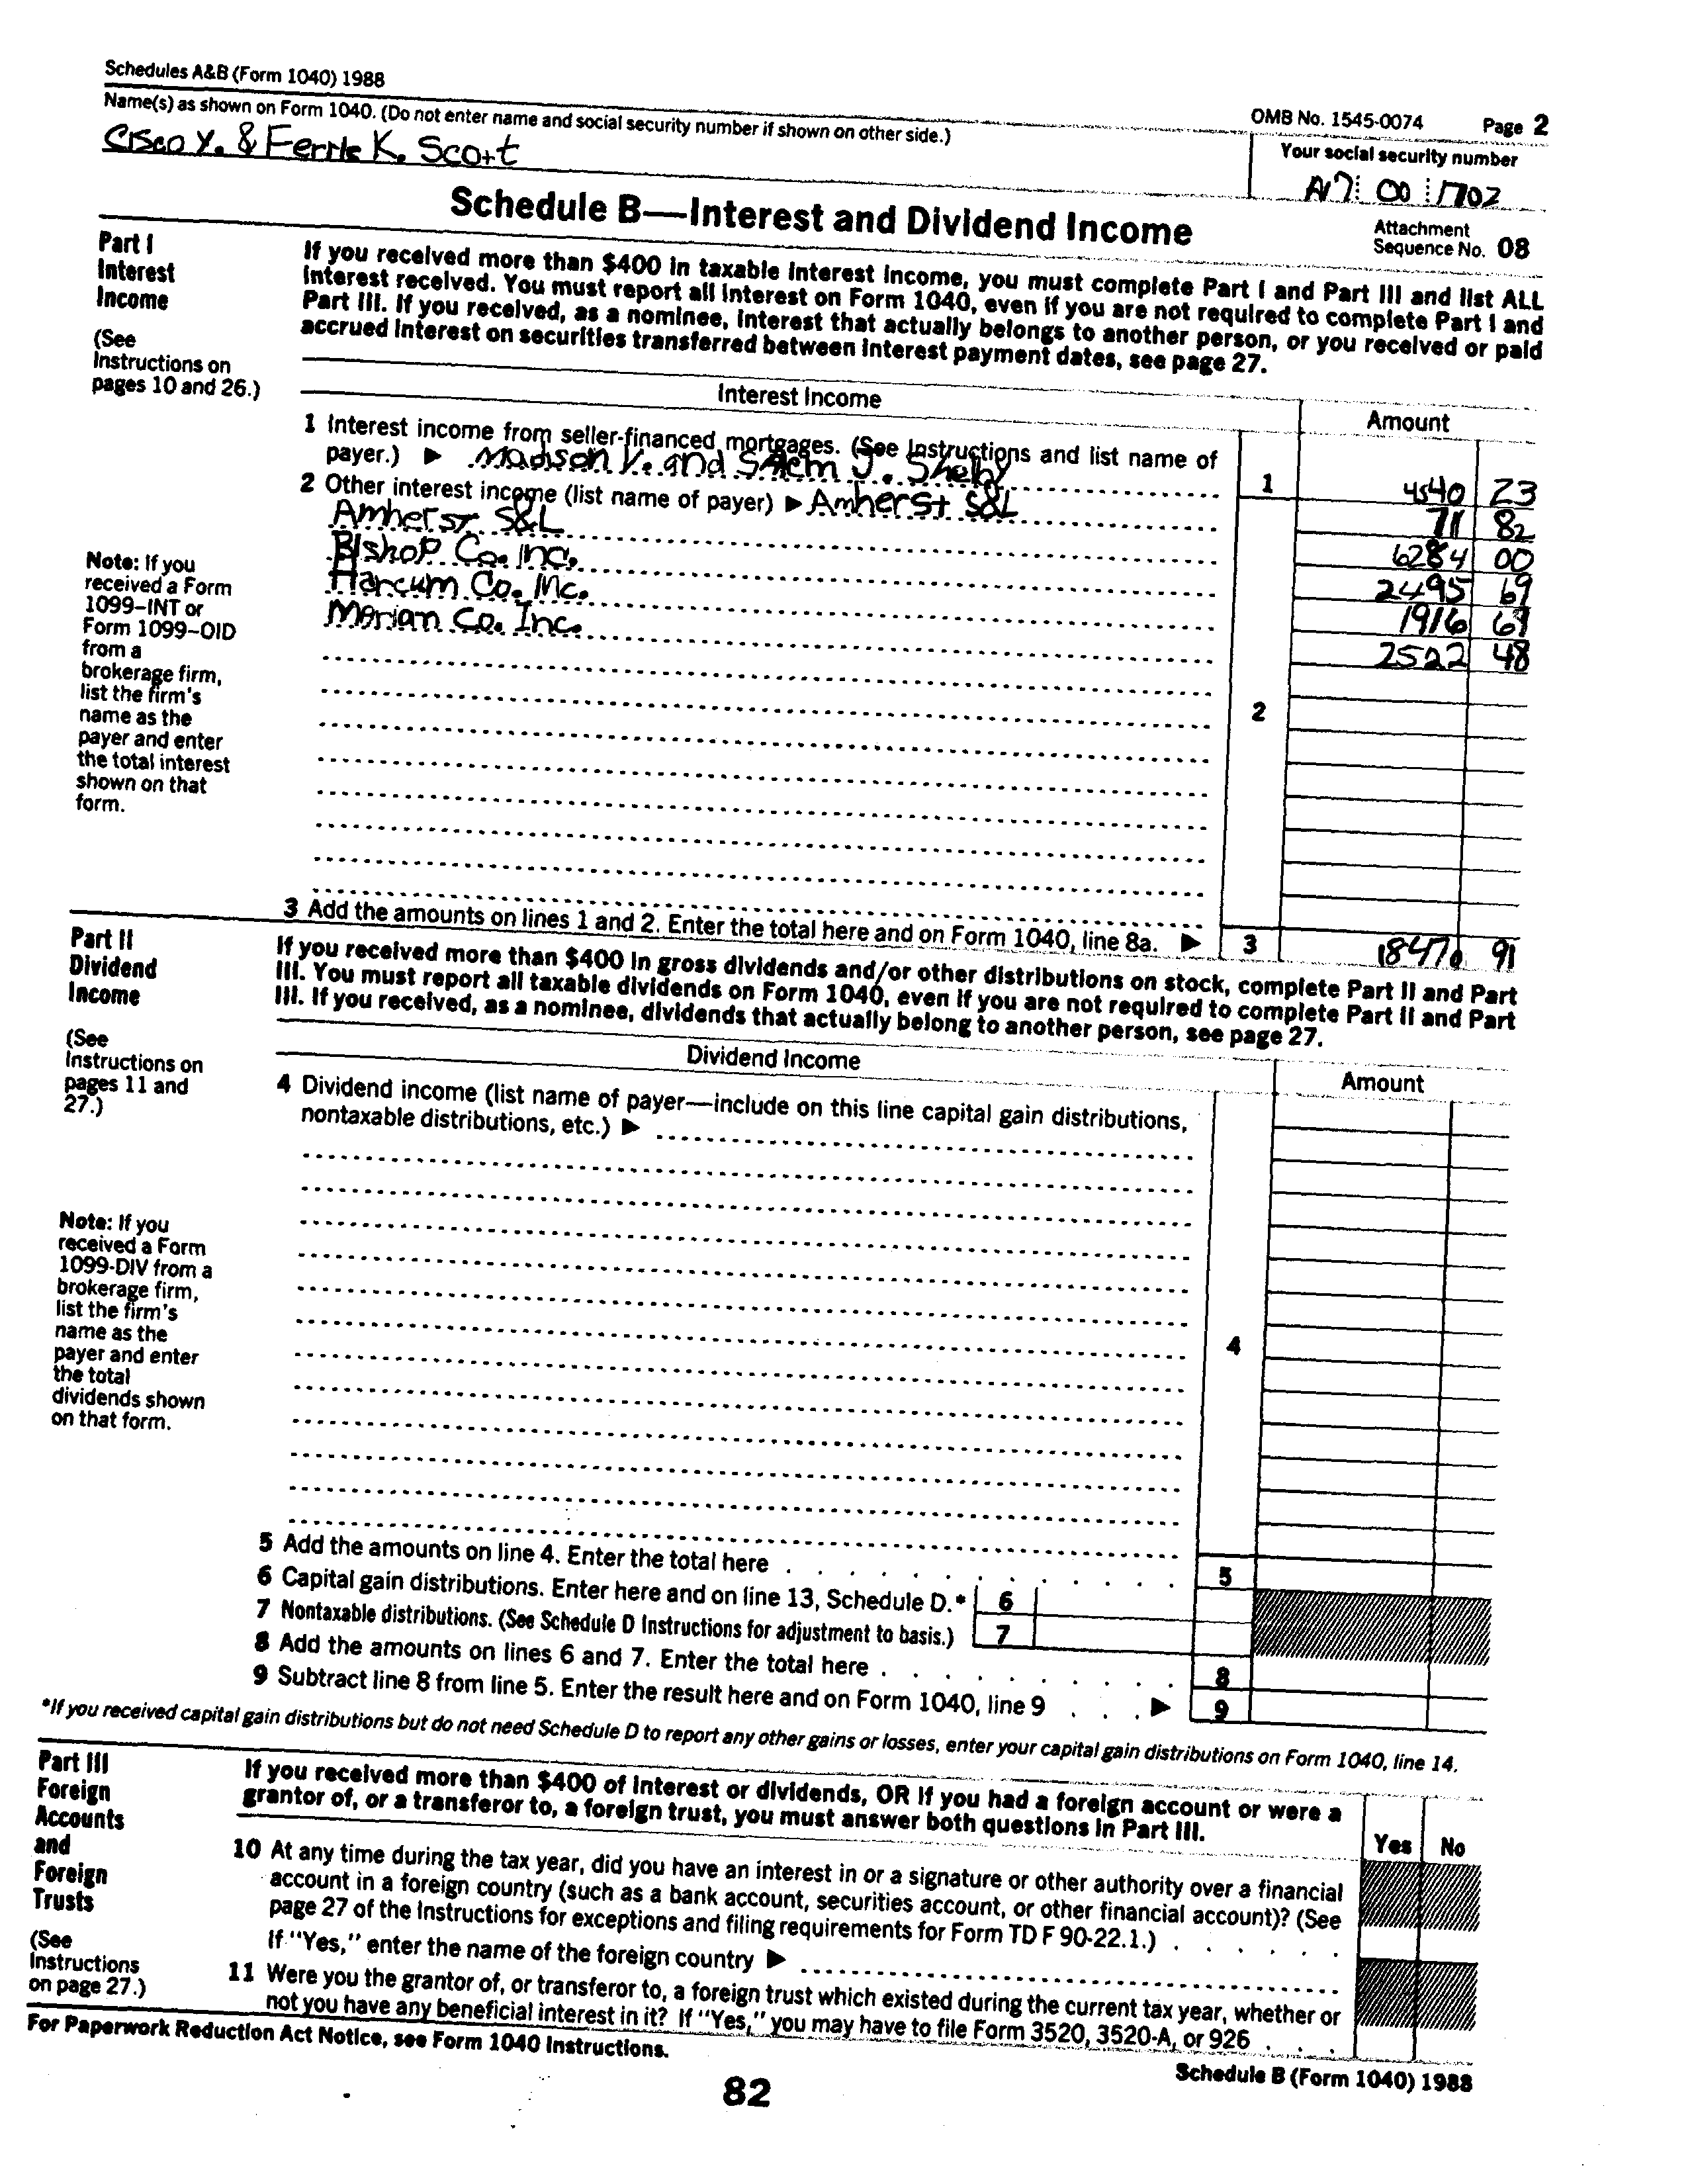 Schedules A&B (Form 1040) 1988
OMB No. 1545-0074 Page 2
Name(s) as shown on Form 1040. (Do not enter name and social security number if shown on other side.)
Your social security number
Cisco Y. & Ferrle K. Scott
00 1702
Schedule B—Interest and Dividend Income
Attachment
Sequence No. 08
Part I
Interest
Income
(See
Instructions on
pages 10 and 26.)
If you received more than $400 in taxable interest income, you must complete Part I and Part III and list ALL
interest received. You must report all interest on Form 1040, even if you are not required to complete Part I and
Part III. If you received, as a nominee, interest that actually belongs to another person, or you received or paid
accrued interest on securities transferred between interest payment dates, see page 27.
Interest Income
Amount
1 Interest income from seller-financed mortgages. (See Instructions and list name of
payer.) ▶ Madison V. and Salem J. Shelby
1 4540 23
2 Other interest income (list name of payer) ▶ Amherst S&L
711 82
Amherst S&L
6284 00
Bishop Co. Inc.
2495 69
Harcum Co. Inc.
1916 69
Merian Co. Inc.
2522 48
2
Note: If you
received a Form
1099–INT or
Form 1099–OID
from a
brokerage firm,
list the firm's
name as the
payer and enter
the total interest
shown on that
form.
3 Add the amounts on lines 1 and 2. Enter the total here and on Form 1040, line 8a. ▶ 3 18470 91
Part II
Dividend
Income
(See
Instructions on
pages 11 and
27.)
If you received more than $400 in gross dividends and/or other distributions on stock, complete Part II and Part
III. You must report all taxable dividends on Form 1040, even if you are not required to complete Part II and Part
III. If you received, as a nominee, dividends that actually belong to another person, see page 27.
Dividend Income
Amount
4 Dividend income (list name of payer—include on this line capital gain distributions,
nontaxable distributions, etc.) ▶
4
Note: If you
received a Form
1099-DIV from a
brokerage firm,
list the firm's
name as the
payer and enter
the total
dividends shown
on that form.
5 Add the amounts on line 4. Enter the total here . . . . . . . . . . . . 5
6 Capital gain distributions. Enter here and on line 13, Schedule D.* 6
7 Nontaxable distributions. (See Schedule D Instructions for adjustment to basis.) 7
8 Add the amounts on lines 6 and 7. Enter the total here . . . . . . . . . 8
9 Subtract line 8 from line 5. Enter the result here and on Form 1040, line 9 . . . ▶ 9
*If you received capital gain distributions but do not need Schedule D to report any other gains or losses, enter your capital gain distributions on Form 1040, line 14.
Part III
Foreign
Accounts
and
Foreign
Trusts
(See
Instructions
on page 27.)
If you received more than $400 of interest or dividends, OR if you had a foreign account or were a
grantor of, or a transferor to, a foreign trust, you must answer both questions in Part III.
Yes No
10 At any time during the tax year, did you have an interest in or a signature or other authority over a financial
account in a foreign country (such as a bank account, securities account, or other financial account)? (See
page 27 of the Instructions for exceptions and filing requirements for Form TD F 90-22.1.) . . . . . .
If "Yes," enter the name of the foreign country ▶
11 Were you the grantor of, or transferor to, a foreign trust which existed during the current tax year, whether or
not you have any beneficial interest in it? If "Yes," you may have to file Form 3520, 3520-A, or 926 . . .
For Paperwork Reduction Act Notice, see Form 1040 Instructions.
Schedule B (Form 1040) 1988
82